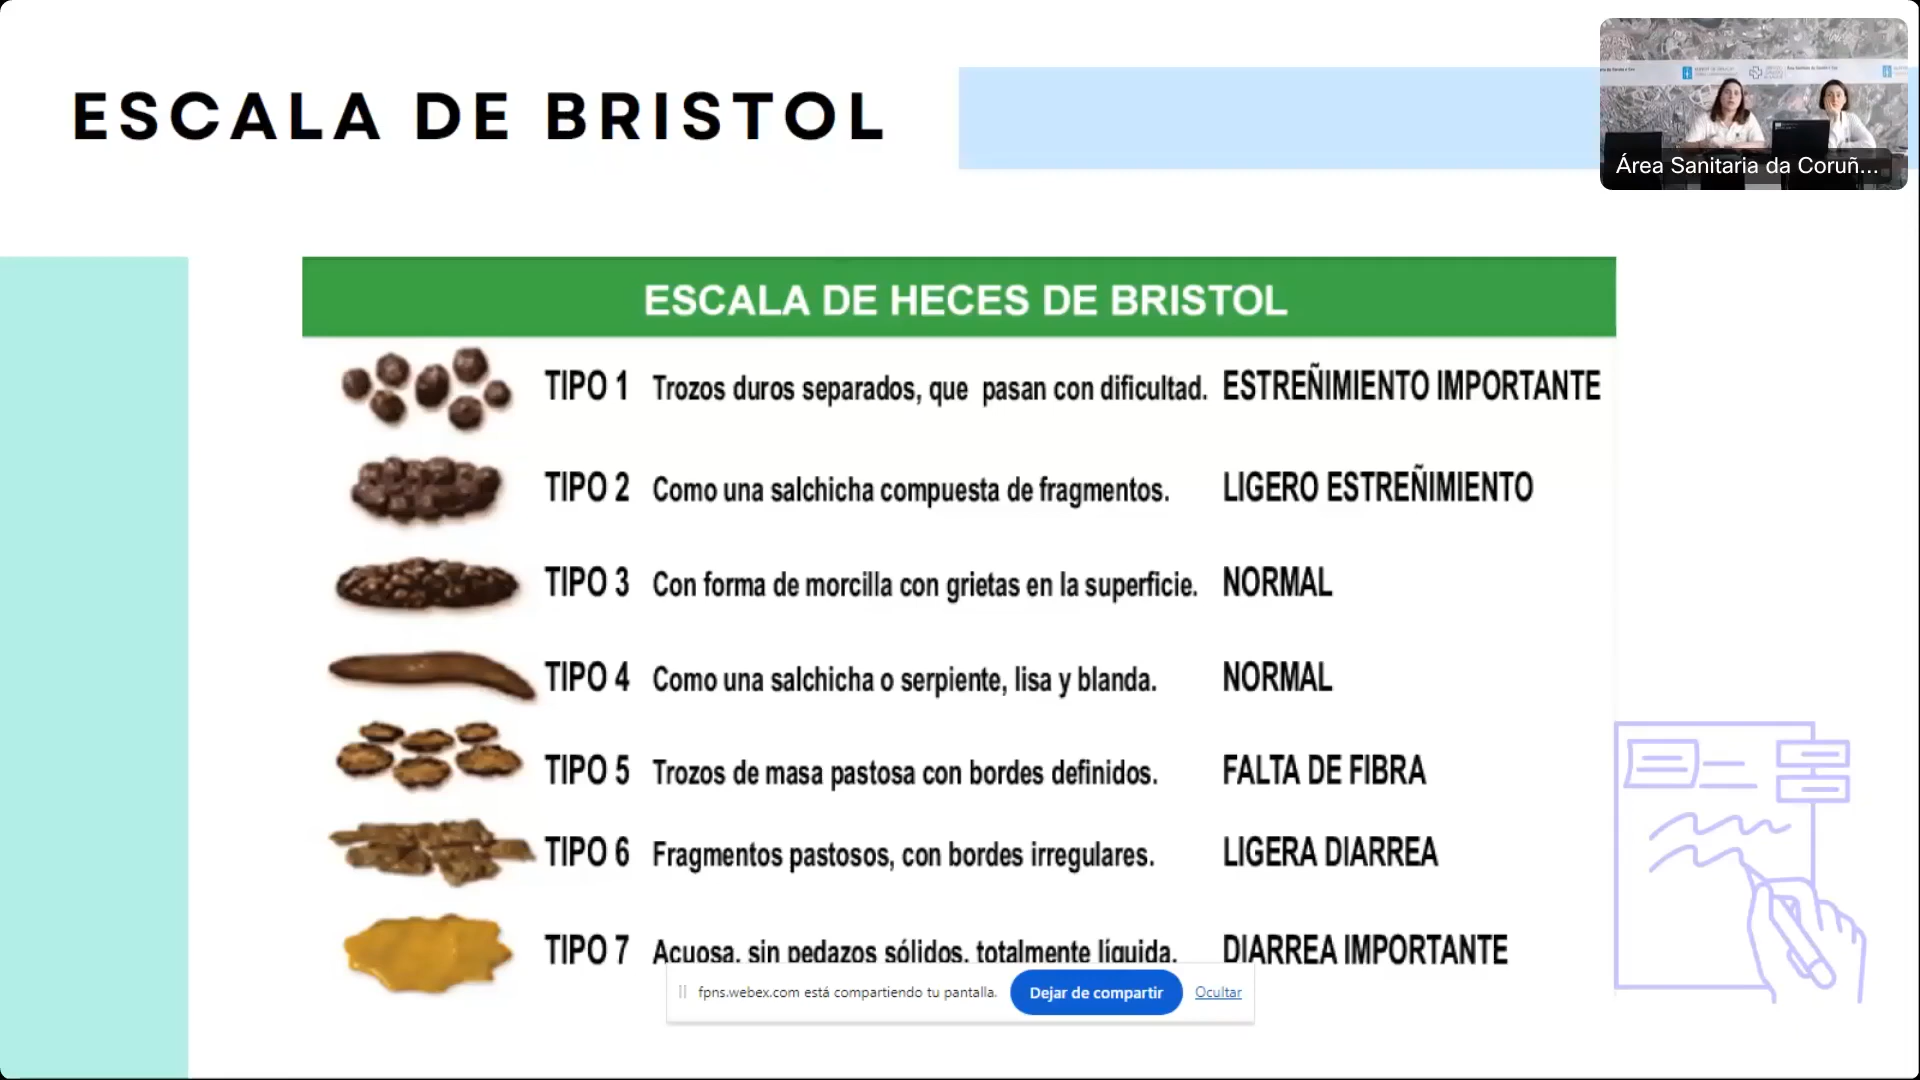 ESCALA DE BRISTOL
Área Sanitaria da Coruñ...
ESCALA DE HECES DE BRISTOL
TIPO 1 Trozos duros separados, que pasan con dificultad. ESTREÑIMIENTO IMPORTANTE
TIPO 2 Como una salchicha compuesta de fragmentos. LIGERO ESTREÑIMIENTO
TIPO 3 Con forma de morcilla con grietas en la superficie. NORMAL
TIPO 4 Como una salchicha o serpiente, lisa y blanda. NORMAL
TIPO 5 Trozos de masa pastosa con bordes definidos. FALTA DE FIBRA
TIPO 6 Fragmentos pastosos, con bordes irregulares. LIGERA DIARREA
TIPO 7 Acuosa, sin pedazos sólidos, totalmente líquida. DIARREA IMPORTANTE
fpns.webex.com está compartiendo tu pantalla. Dejar de compartir Ocultar